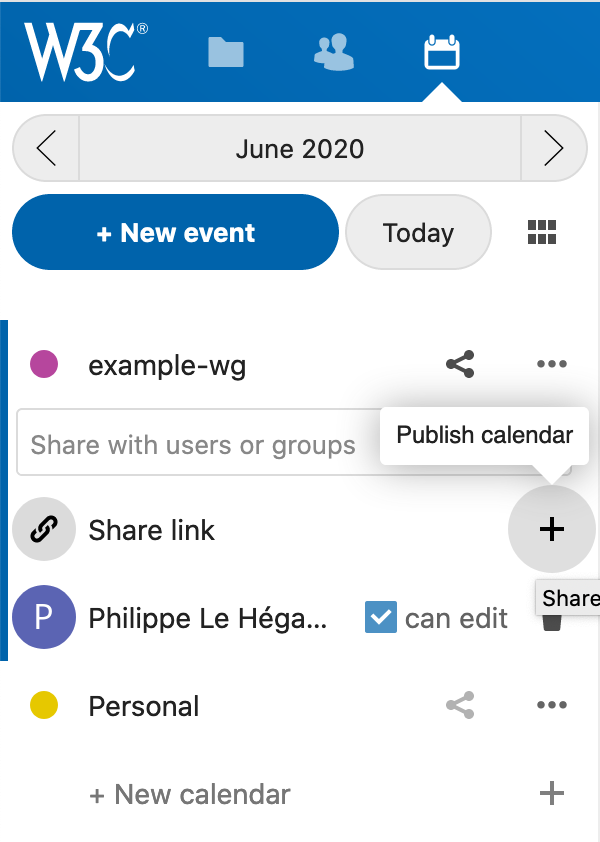 W3C®
June 2020
+ New event
Today
example-wg
Publish calendar
Share with users or groups
Share link
Share
P
Philippe Le Héga...
can edit
Personal
+ New calendar